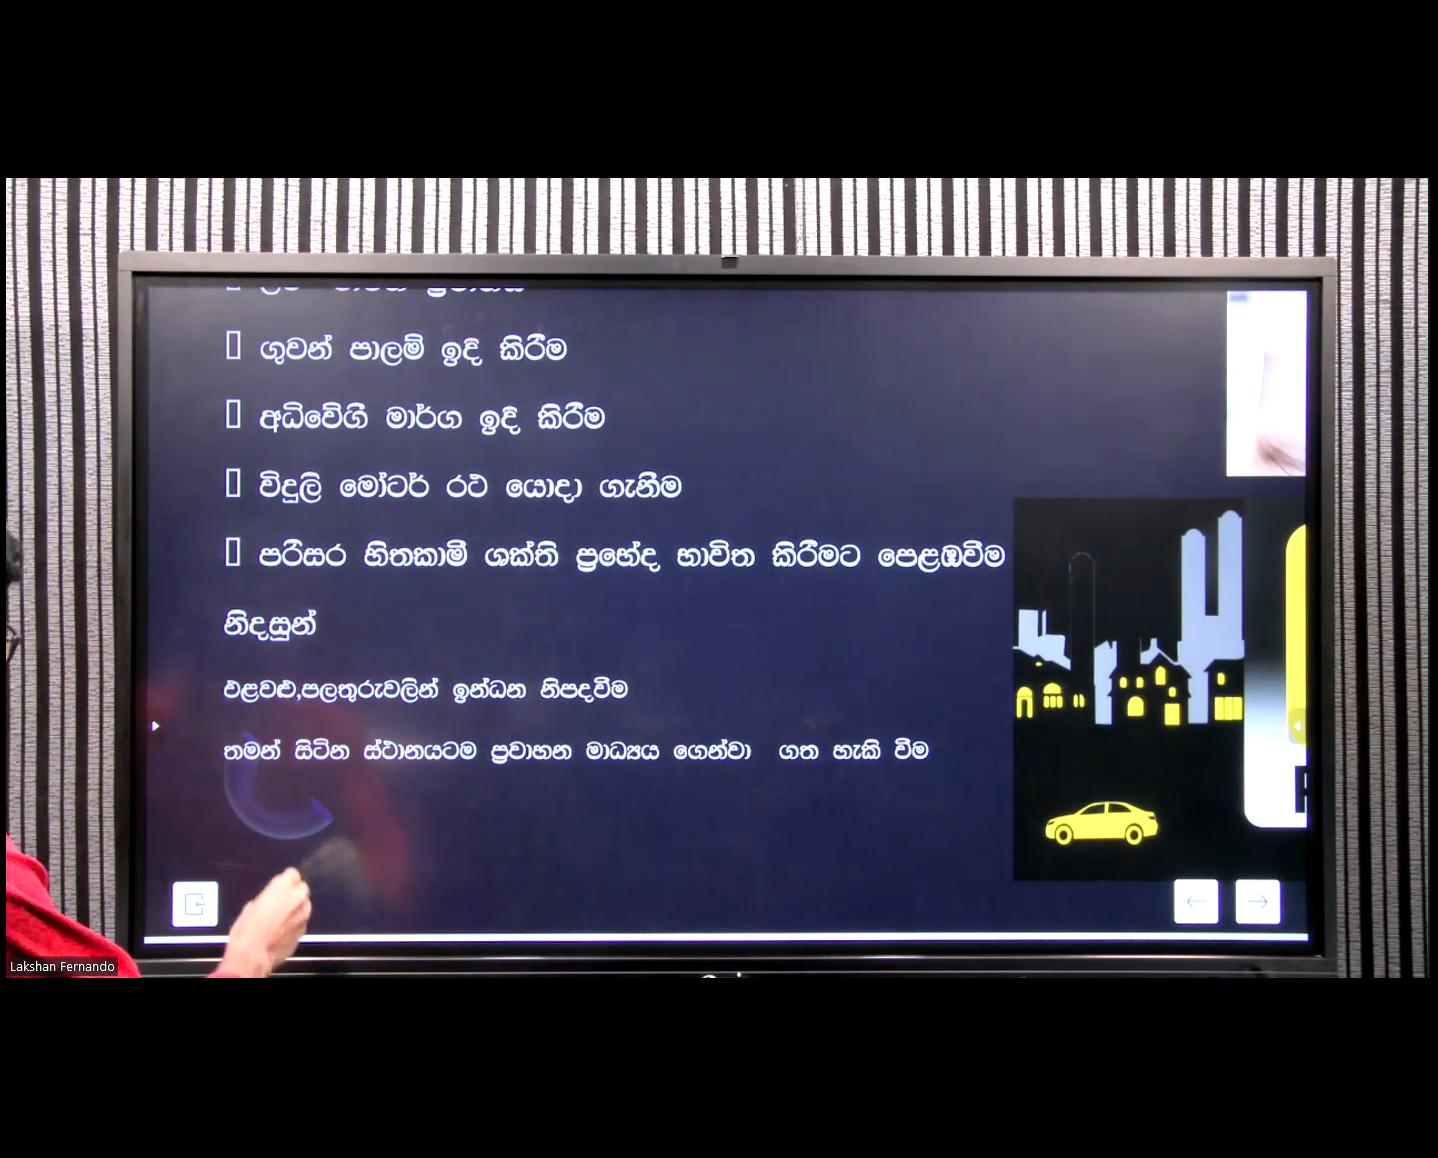 ගුවන් පාලම් ඉදි කිරීම
අධිවේගී මාර්ග ඉදි කිරීම
විදුලි මෝටර් රථ යොදා ගැනීම
පරිසර හිතකාමී ශක්ති ප්‍රභේද භාවිත කිරීමට පෙළඹවීම
නිදසුන්
එළවළු,පලතුරුවලින් ඉන්ධන නිපදවීම
තමන් සිටින ස්ථානයටම ප්‍රවාහන මාධ්‍යය ගෙන්වා ගත හැකි වීම
Lakshan Fernando